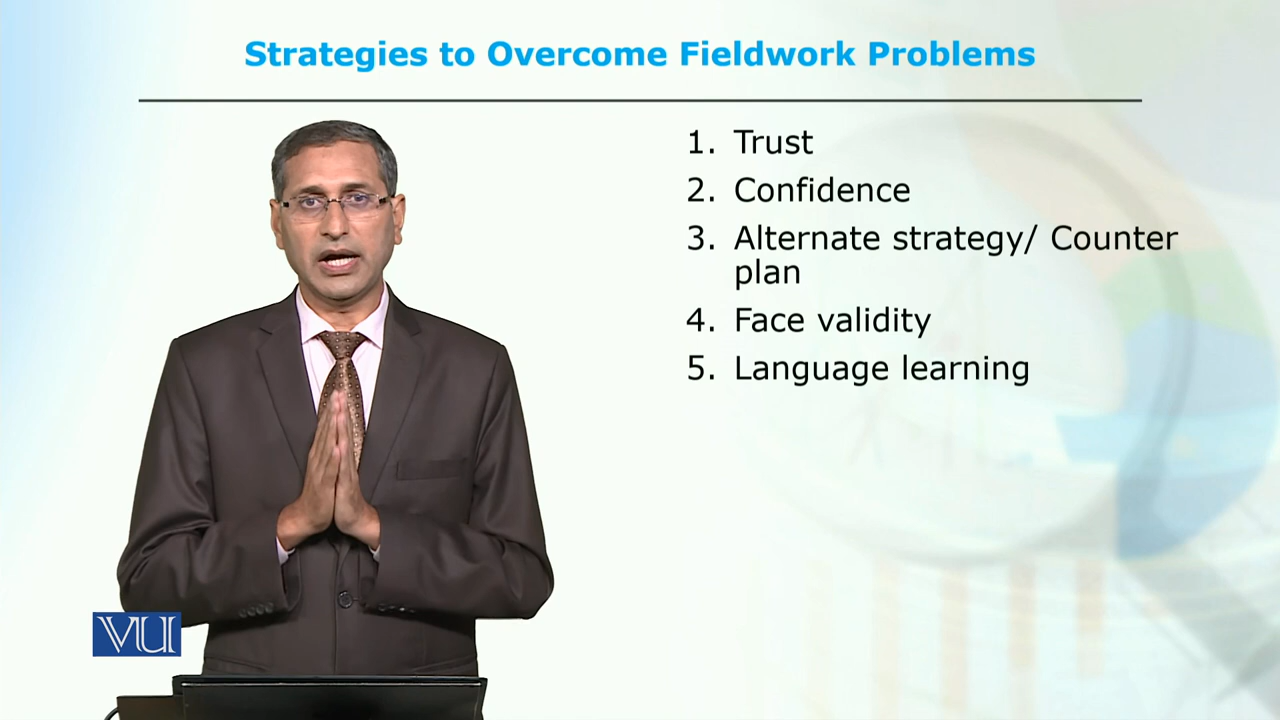 Strategies to Overcome Fieldwork Problems
1. Trust
2. Confidence
3. Alternate strategy/ Counter
plan
4. Face validity
5. Language learning
VU